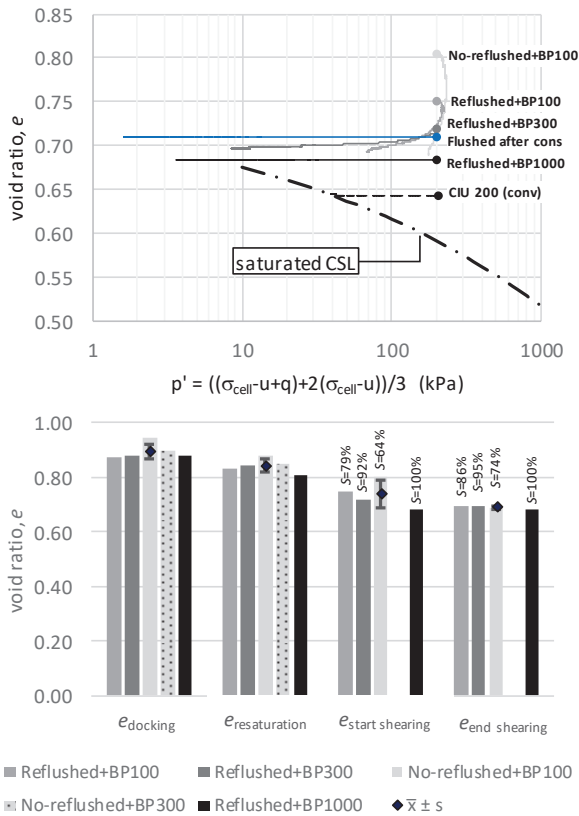 0.80
0.75
0.70
0.65
0.60
0.55
0.50
void ratio, e
No-reflushed+BP100
Reflushed+BP100
Reflushed+BP300
Flushed after cons
Reflushed+BP1000
CIU 200 (conv)
saturated CSL
1 10 100 1000
p' = ((σcell-u+q)+2(σcell-u))/3 (kPa)
1.00
0.80
0.60
0.40
0.20
0.00
void ratio, e
S=79%
S=92%
S=64%
S=100%
S=86%
S=95%
S=74%
S=100%
edocking eresaturation estart shearing eend shearing
Reflushed+BP100 Reflushed+BP300 No-reflushed+BP100
No-reflushed+BP300 Reflushed+BP1000 x̅ ± s